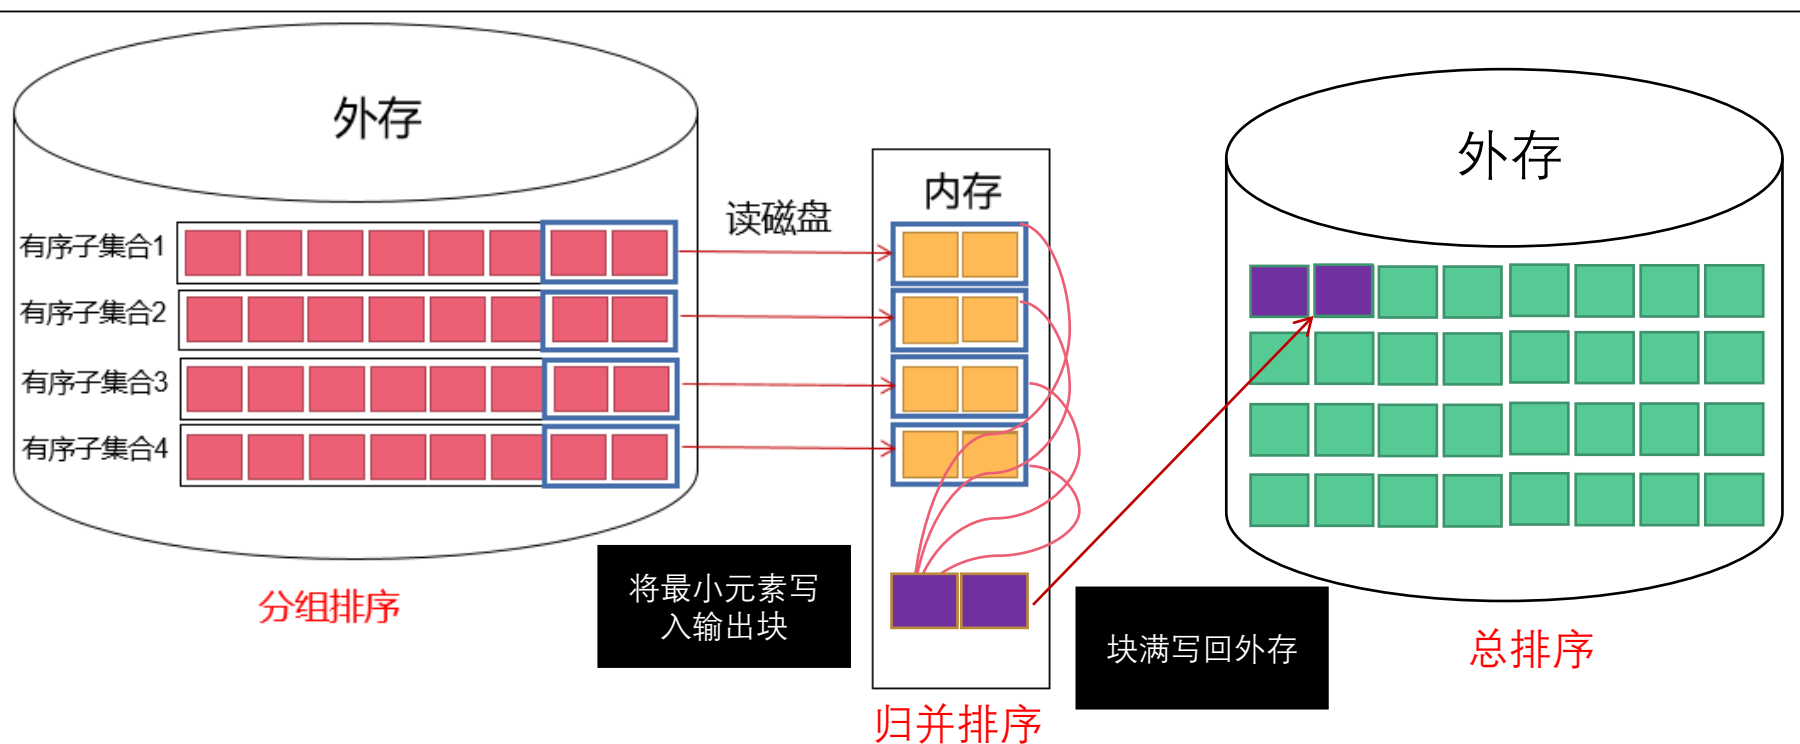 外存
有序子集合1
有序子集合2
有序子集合3
有序子集合4
分组排序
读磁盘
内存
将最小元素写
入输出块
归并排序
块满写回外存
外存
总排序